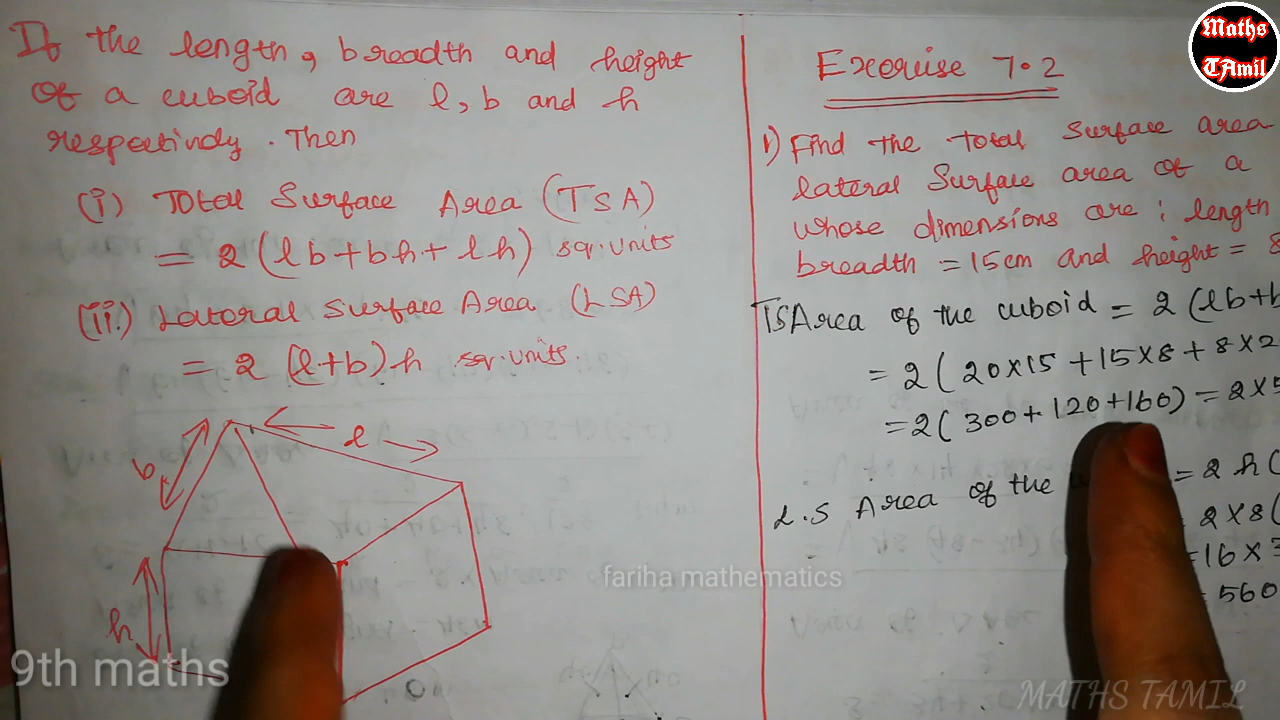 If the length, breadth and height
of a cuboid are l, b and h
respectively. Then
(i) Total Surface Area (TSA)
= 2 (lb+bh+lh) sq.units
(ii.) Lateral Surface Area (LSA)
= 2 (l+b)h sq.units.
l
b
h
Exercise 7.2
1) Find the total surface area
lateral Surface area of a
whose dimensions are : length
breadth = 15cm and height = 8
TSArea of the cuboid = 2 (lb+b
= 2 ( 20×15 +15×8 + 8×2
=2( 300+120+160) = 2×5
L.S Area of the = 2 h(
2×8(
=16×3
560
Maths
TAmil
fariha mathematics
9th maths
MATHS TAMIL